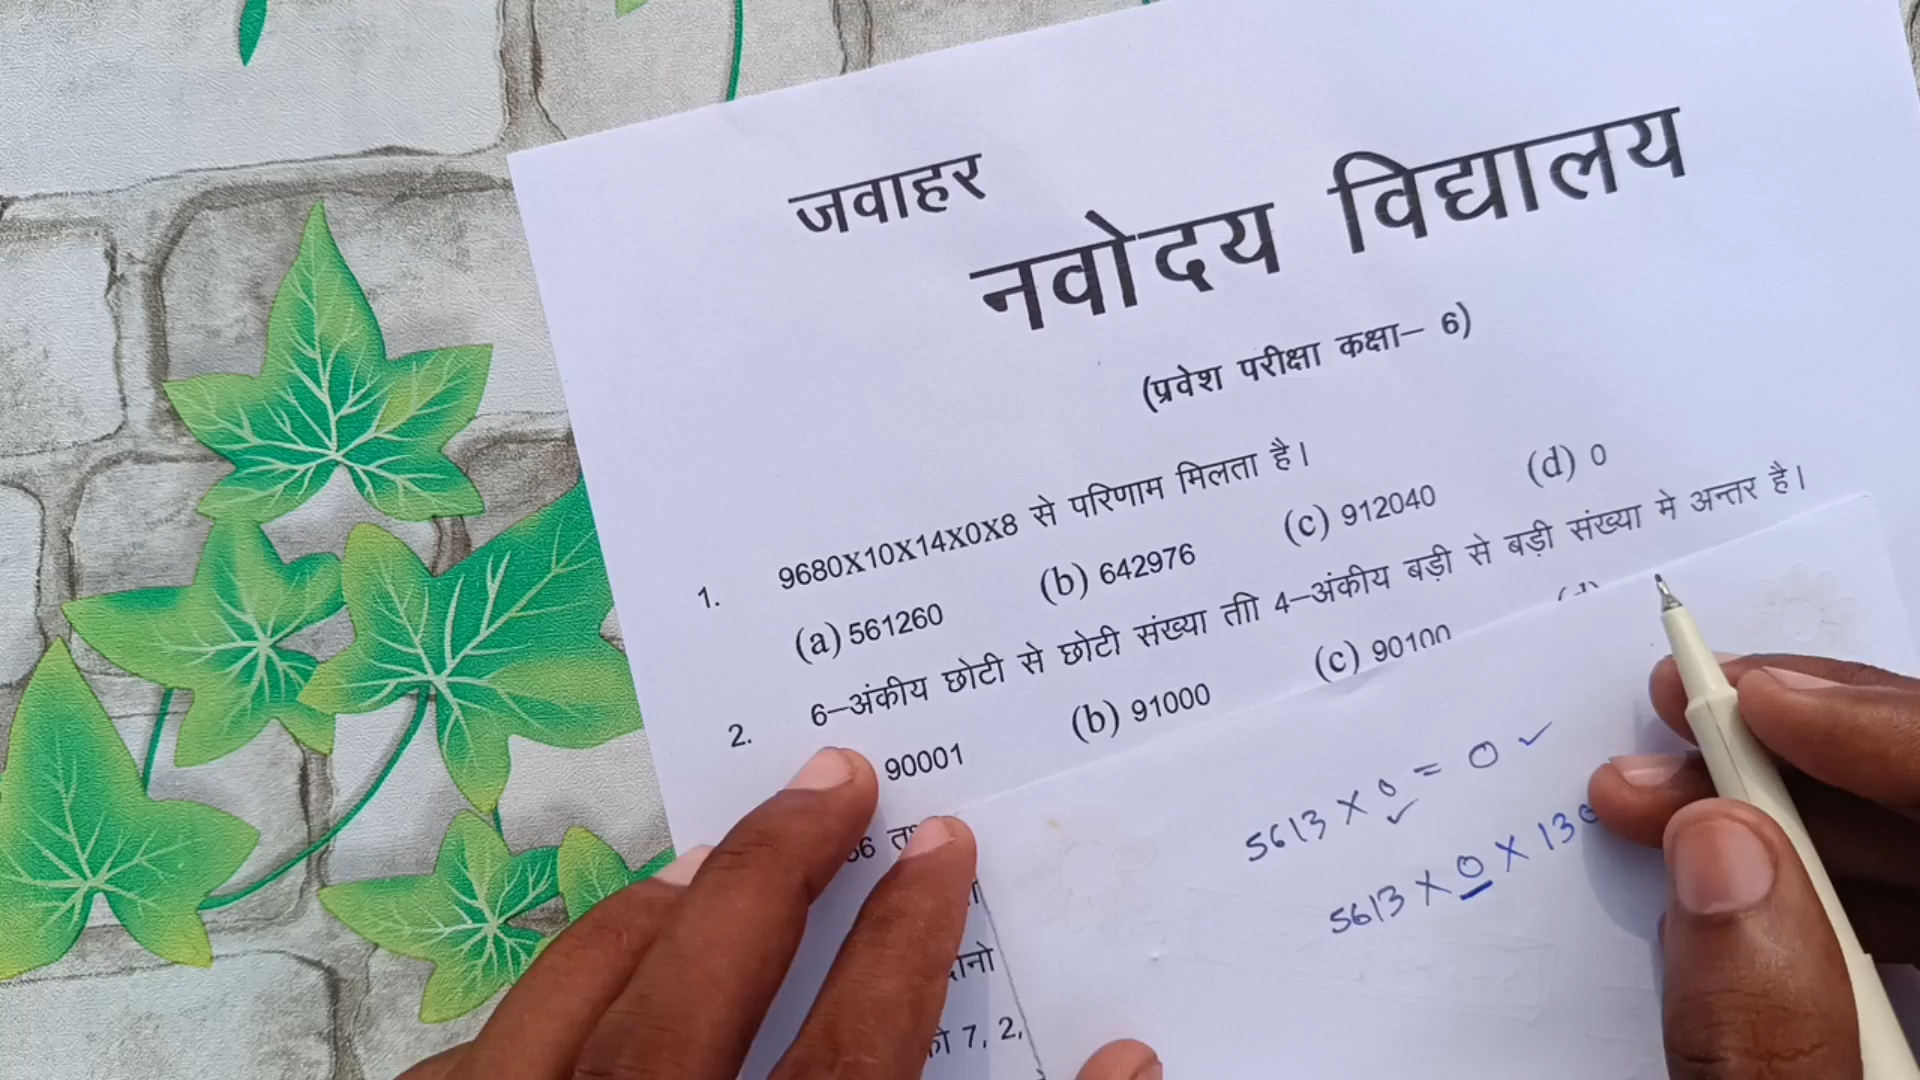 जवाहर
नवोदय विद्यालय
(प्रवेश परीक्षा कक्षा– 6)
1. 9680X10X14X0X8 से परिणाम मिलता है।
(a) 561260 (b) 642976 (c) 912040 (d) 0
2. 6–अंकीय छोटी से छोटी संख्या ताी 4–अंकीय बड़ी से बड़ी संख्या मे अन्तर है।
90001 (b) 91000 (c) 90100
7, 2,
5613 X 0 = 0 ✓
5613 X 0 X 13